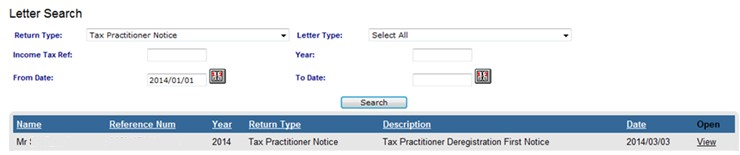 Letter Search
Return Type: Tax Practitioner Notice Letter Type: Select All
Income Tax Ref: Year:
From Date: 2014/01/01 To Date:
Search
Name Reference Num Year Return Type Description Date Open
Mr 2014 Tax Practitioner Notice Tax Practitioner Deregistration First Notice 2014/03/03 View